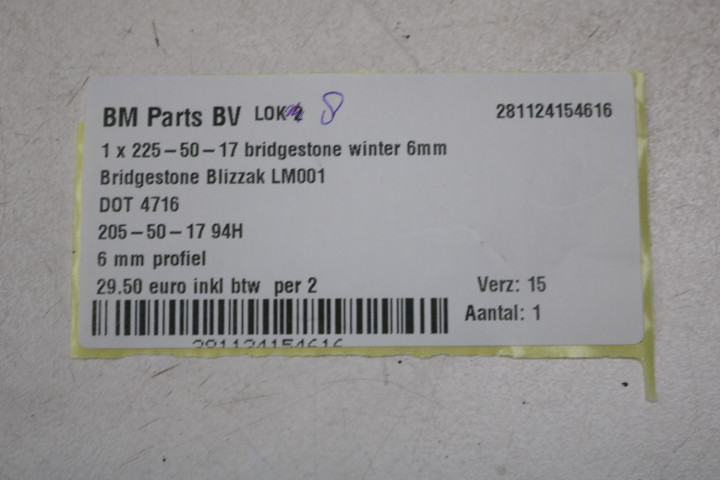 BM Parts BV LOK 8 281124154616
1 x 225-50-17 bridgestone winter 6mm
Bridgestone Blizzak LM001
DOT 4716
205-50-17 94H
6 mm profiel
29.50 euro inkl btw per 2 Verz: 15
Aantal: 1
281124154616